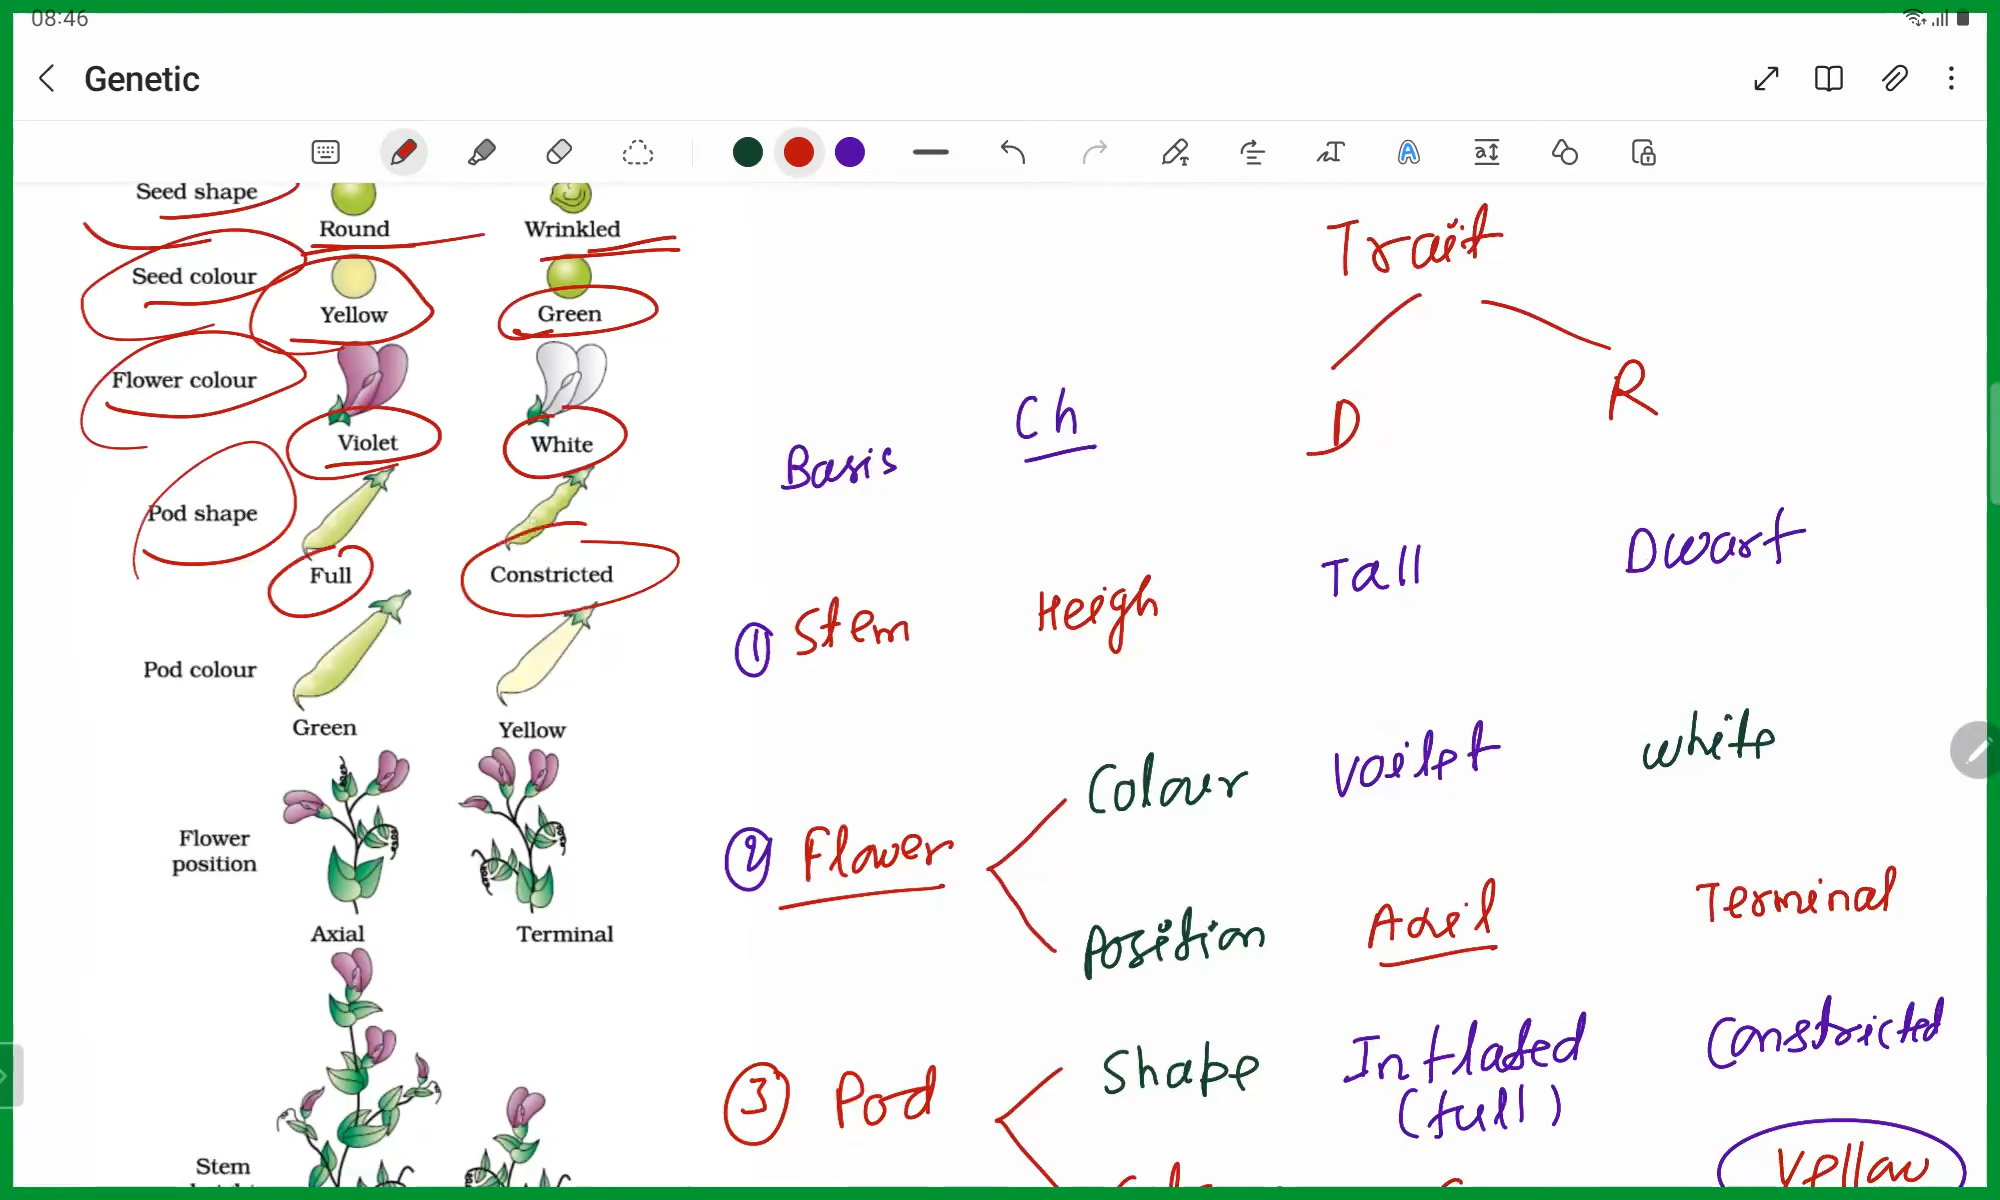 08:46
Genetic
Seed shape
Round
Wrinkled
Seed colour
Yellow
Green
Flower colour
Violet
White
Pod shape
Full
Constricted
Pod colour
Green
Yellow
Flower
position
Axial
Terminal
Stem
Trait
D
R
Basis
Ch
① Stem
Heigh
Tall
Dwarf
② Flower
Colour
Voilet
White
Position
Axil
Terminal
③ Pod
Shape
Inflated
(full)
Constricted
Yellow